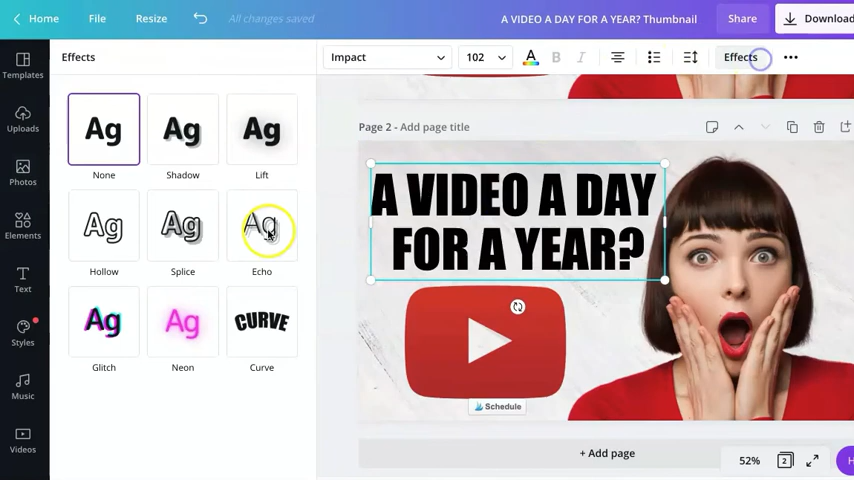 Home
File
Resize
All changes saved
A VIDEO A DAY FOR A YEAR? Thumbnail
Share
Download
Templates
Uploads
Photos
Elements
Text
Styles
Music
Videos
Effects
Ag
None
Ag
Shadow
Ag
Lift
Ag
Hollow
Ag
Splice
Ag
Echo
Ag
Glitch
Ag
Neon
CURVE
Curve
Impact
102
A
B
I
Effects
Page 2 - Add page title
A VIDEO A DAY
FOR A YEAR?
Schedule
+ Add page
52%
2